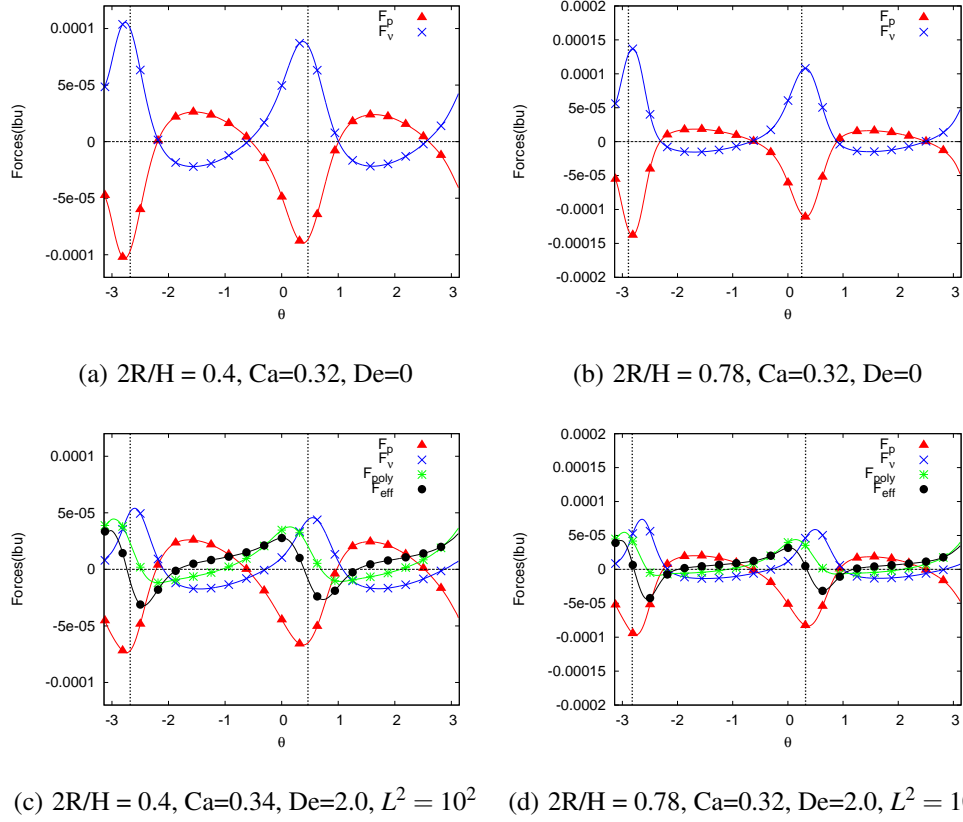 0.0001
5e-05
0
-5e-05
-0.0001
Forces(lbu)
-3 -2 -1 0 1 2 3
θ
Fp
Fν
(a) 2R/H = 0.4, Ca=0.32, De=0
0.0002
0.00015
0.0001
5e-05
0
-5e-05
-0.0001
-0.00015
-0.0002
Forces(lbu)
-3 -2 -1 0 1 2 3
θ
Fp
Fν
(b) 2R/H = 0.78, Ca=0.32, De=0
0.0001
5e-05
0
-5e-05
-0.0001
Forces(lbu)
-3 -2 -1 0 1 2 3
θ
Fp
Fν
Fpoly
Feff
(c) 2R/H = 0.4, Ca=0.34, De=2.0, L² = 10²
0.0002
0.00015
0.0001
5e-05
0
-5e-05
-0.0001
-0.00015
-0.0002
Forces(lbu)
-3 -2 -1 0 1 2 3
θ
Fp
Fν
Fpoly
Feff
(d) 2R/H = 0.78, Ca=0.32, De=2.0, L² =